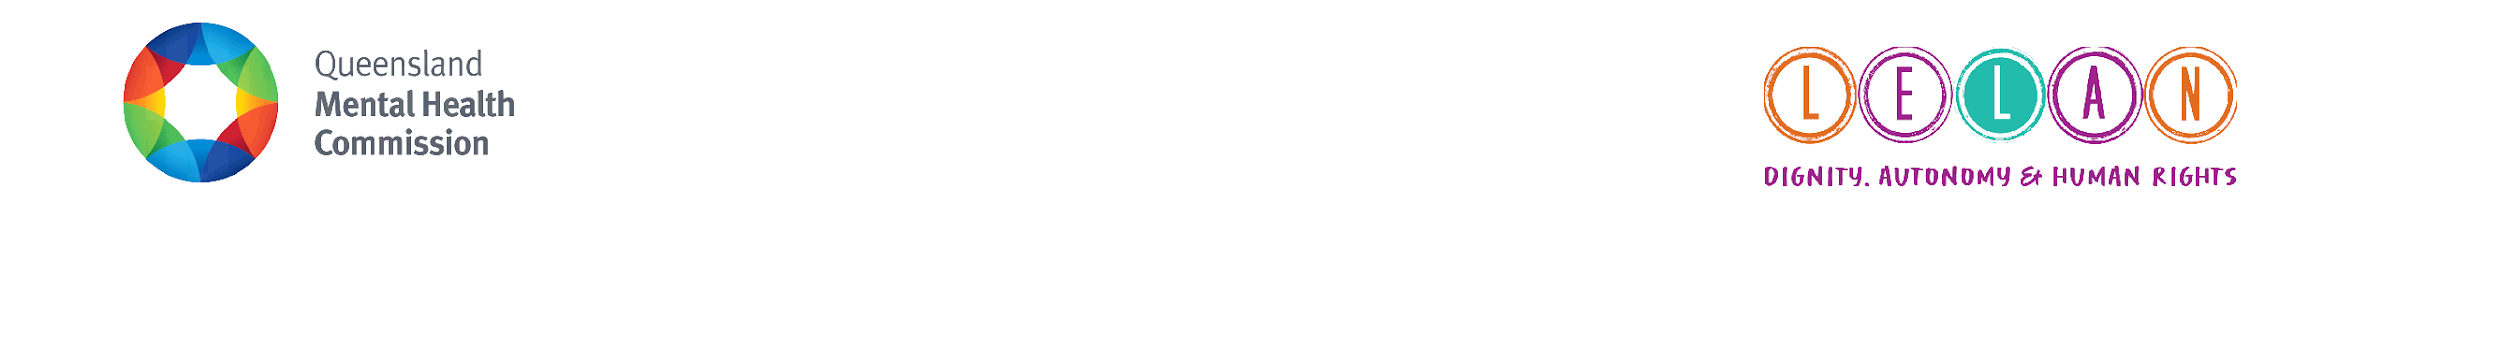 Queensland
Mental Health
Commission
LELAN
DIGNITY. AUTONOMY & HUMAN RIGHTS